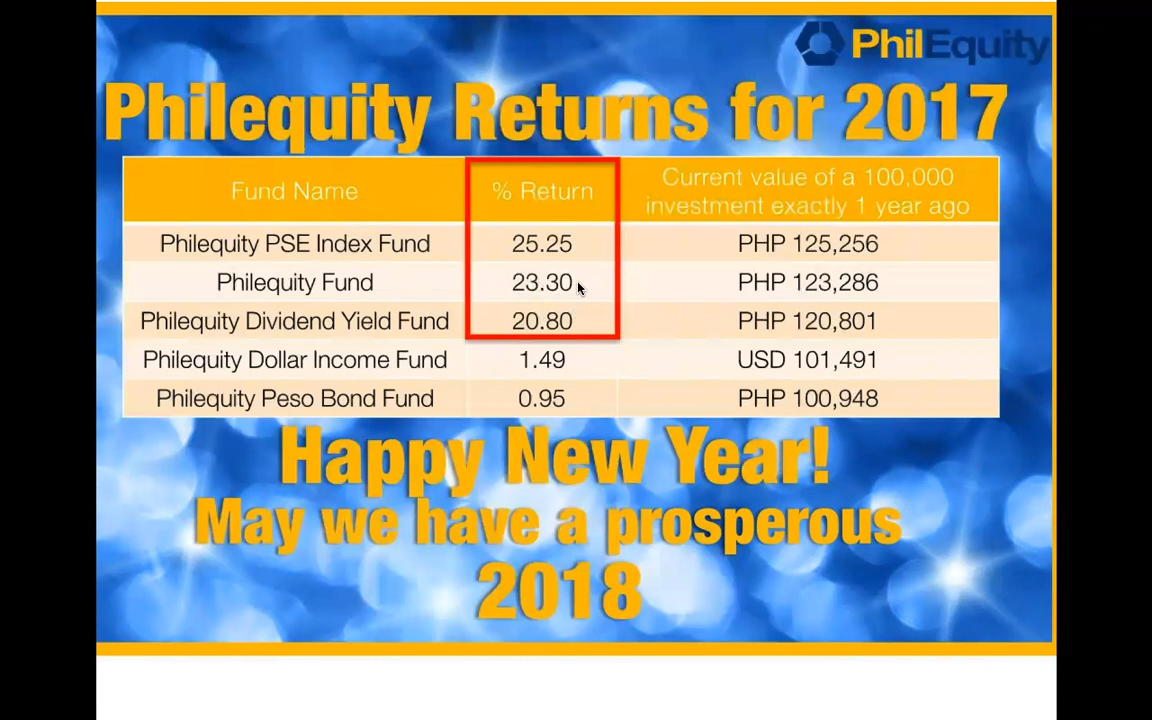 PhilEquity
Philequity Returns for 2017
Fund Name % Return Current value of a 100,000 investment exactly 1 year ago
Philequity PSE Index Fund 25.25 PHP 125,256
Philequity Fund 23.30 PHP 123,286
Philequity Dividend Yield Fund 20.80 PHP 120,801
Philequity Dollar Income Fund 1.49 USD 101,491
Philequity Peso Bond Fund 0.95 PHP 100,948
Happy New Year!
May we have a prosperous
2018